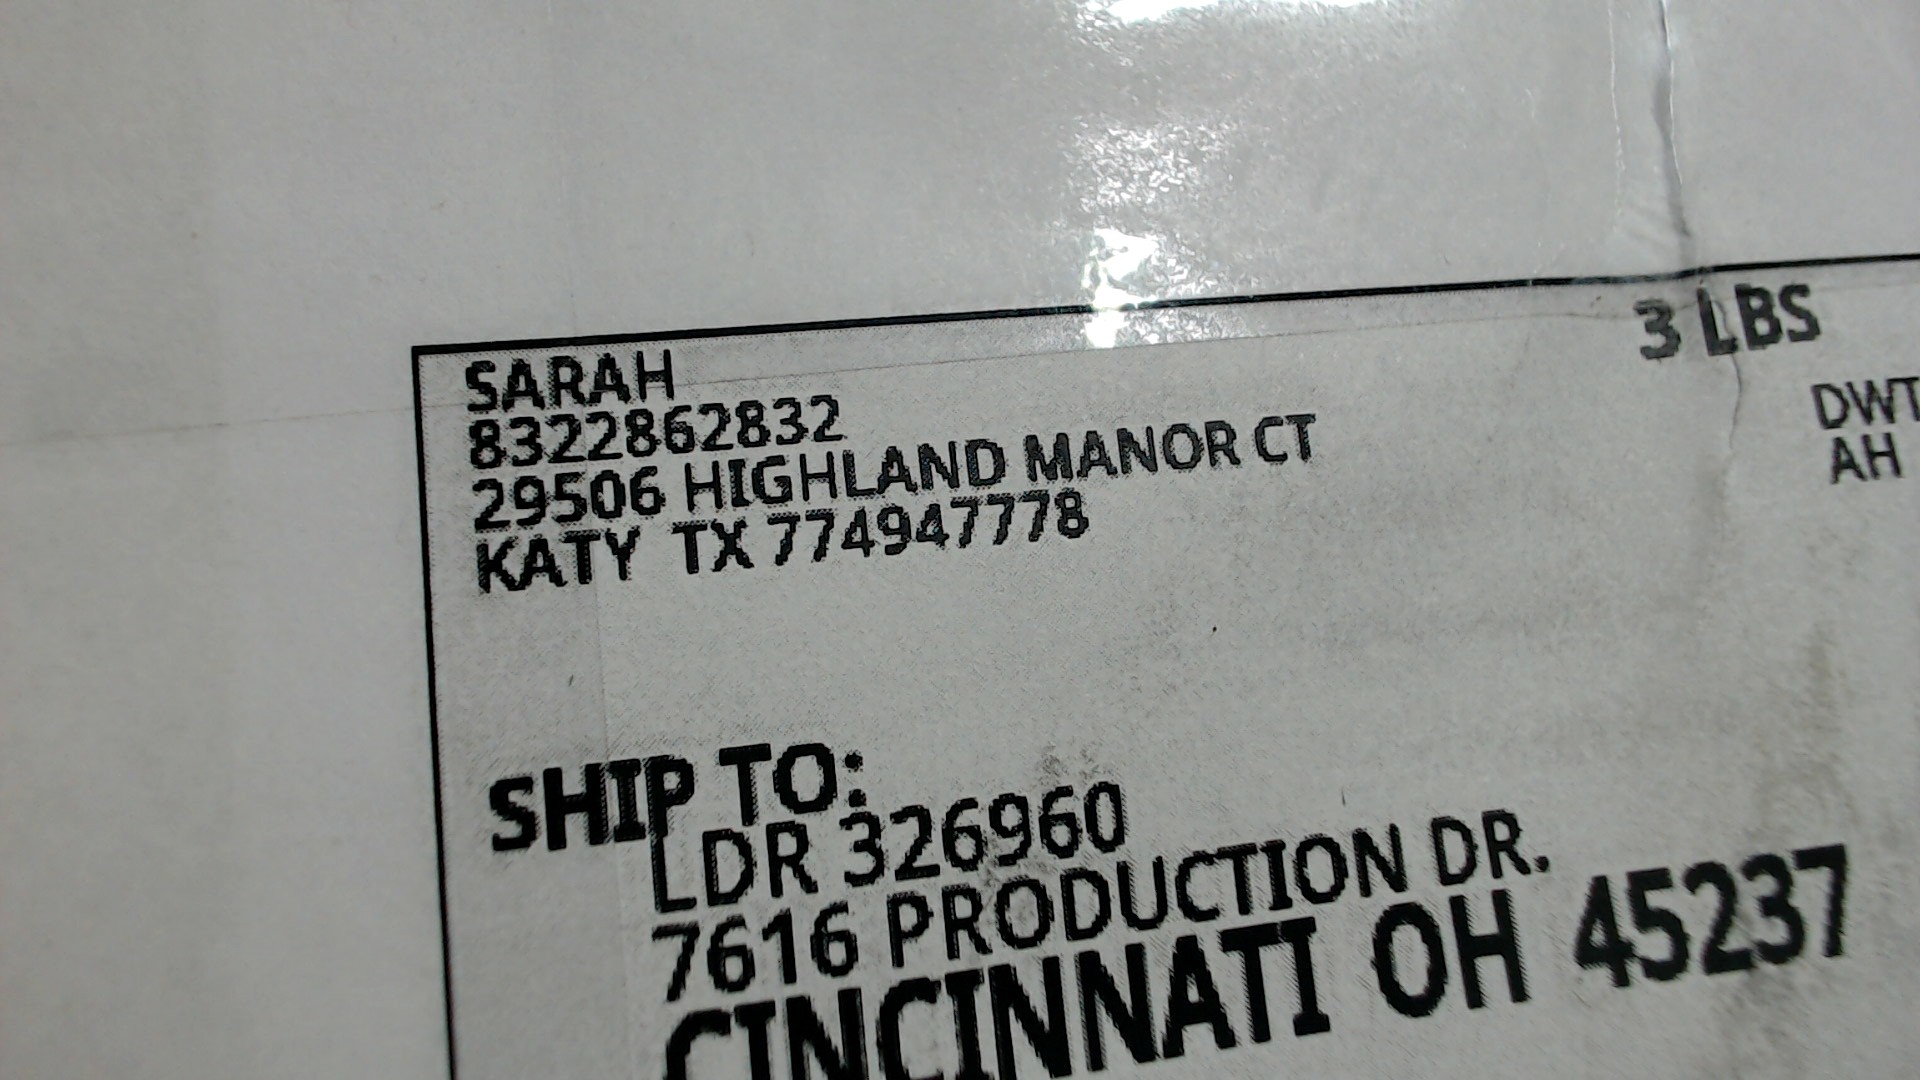 SARAH
8322862832
29506 HIGHLAND MANOR CT
KATY TX 774947778
3 LBS
DWT
AH
SHIP TO:
LDR 326960
7616 PRODUCTION DR.
CINCINNATI OH 45237